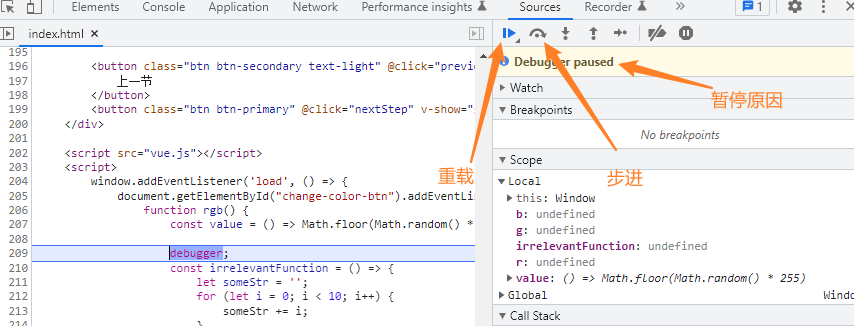 Elements Console Network Performance insights Sources Recorder 1
index.html
Debugger paused
暂停原因
Watch
Breakpoints
No breakpoints
重载
步进
Scope
Local
this: Window
b: undefined
g: undefined
irrelevantFunction: undefined
r: undefined
value: () => Math.floor(Math.random() * 255)
Global Windo
Call Stack
195
196 <button class="btn btn-secondary text-light" @click="previ
197 上一节
198 </button>
199 <button class="btn btn-primary" @click="nextStep" v-show="
200 </div>
201
202 <script src="vue.js"></script>
203 <script>
204 window.addEventListener('load', () => {
205 document.getElementById("change-color-btn").addEventLis
206 function rgb() {
207 const value = () => Math.floor(Math.random() *
208
209 debugger;
210 const irrelevantFunction = () => {
211 let someStr = '';
212 for (let i = 0; i < 10; i++) {
213 someStr += i;
214 }